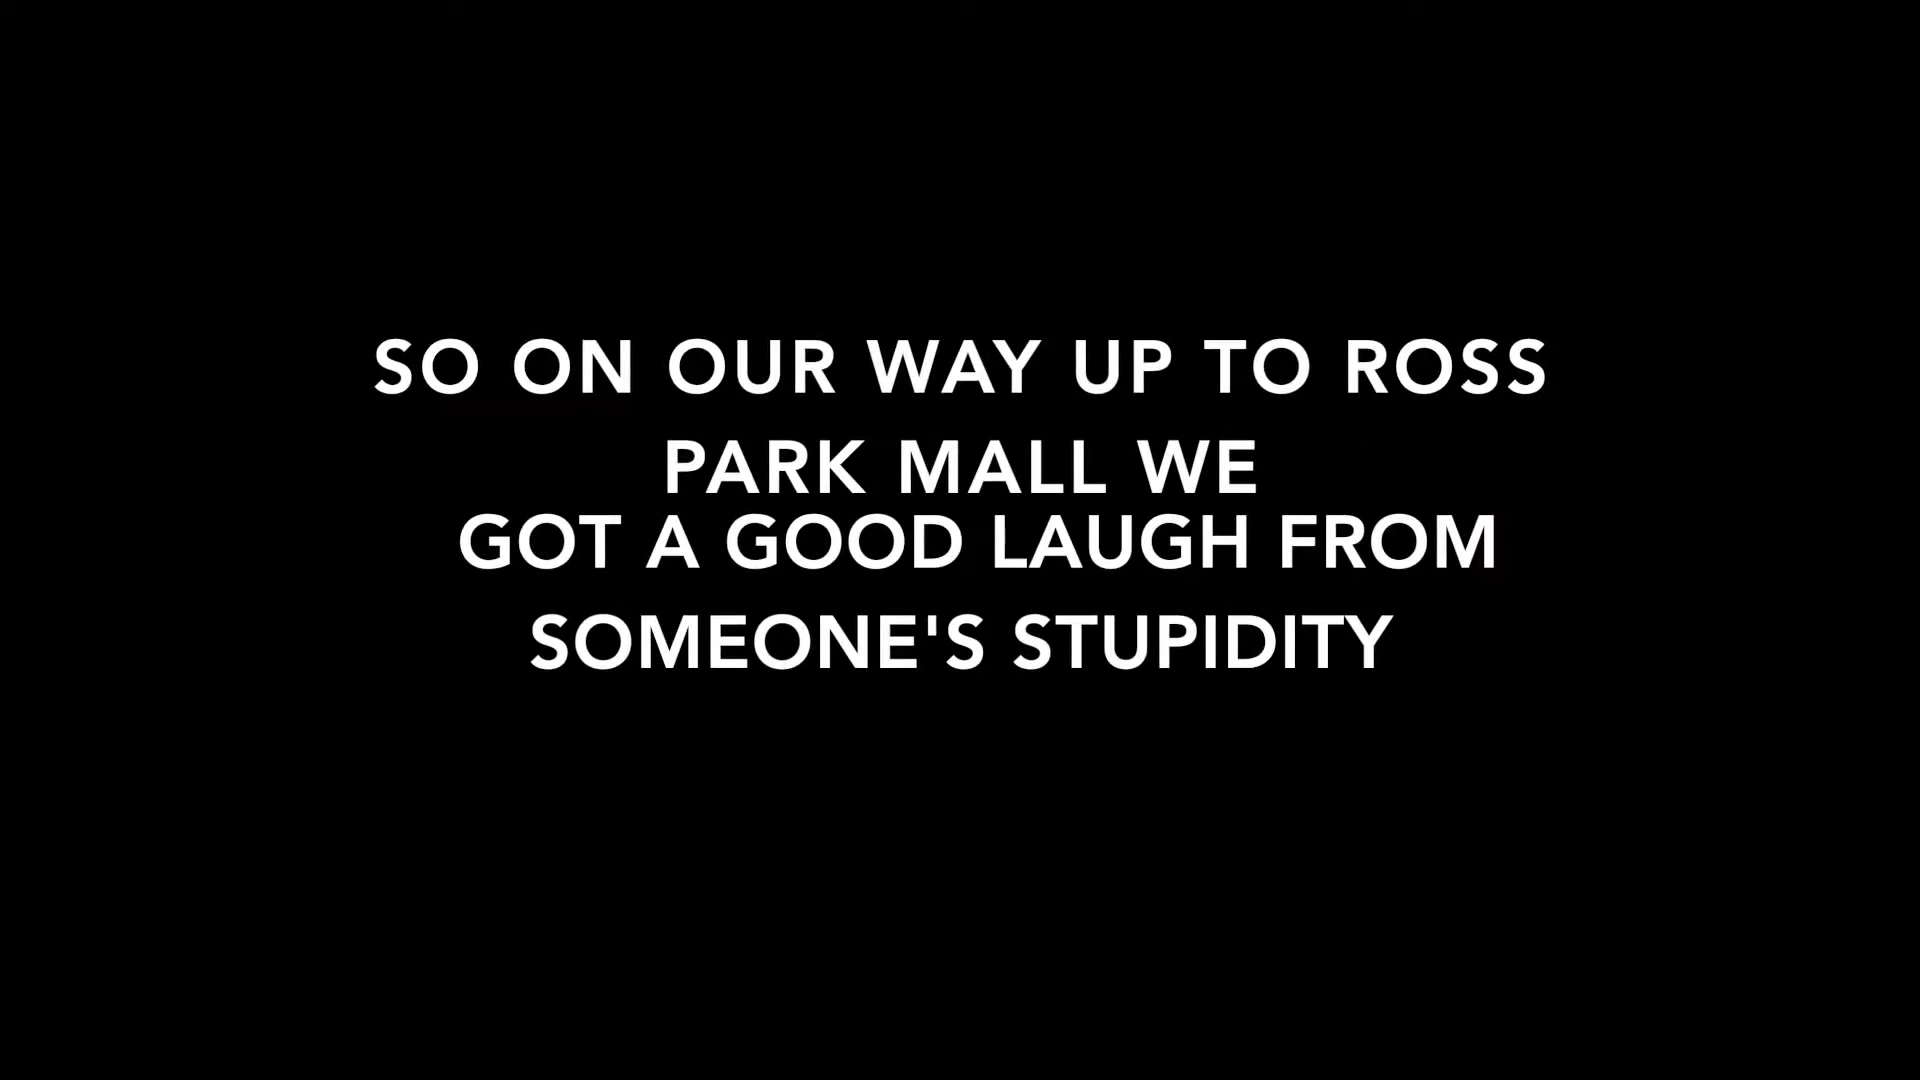 SO ON OUR WAY UP TO ROSS
PARK MALL WE
GOT A GOOD LAUGH FROM
SOMEONE'S STUPIDITY